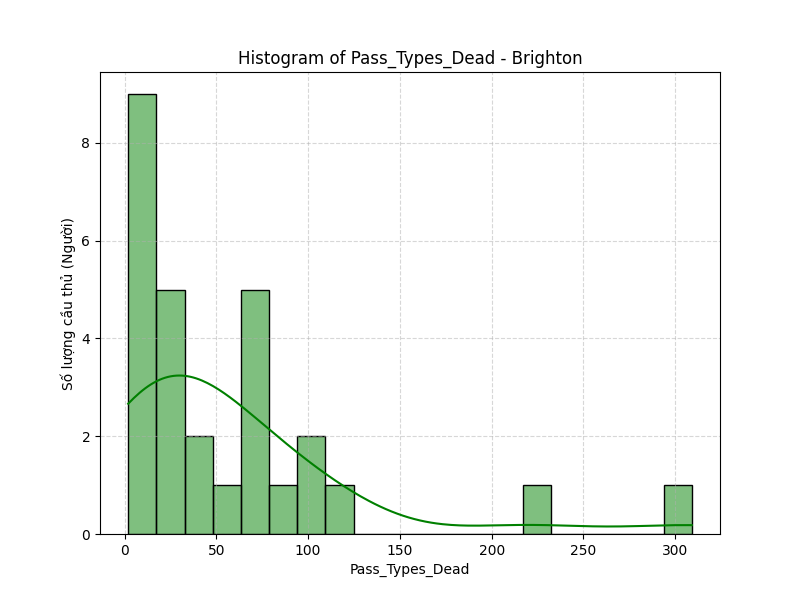 Histogram of Pass_Types_Dead - Brighton
Số lượng cầu thủ (Người)
8
6
4
2
0
0 50 100 150 200 250 300
Pass_Types_Dead